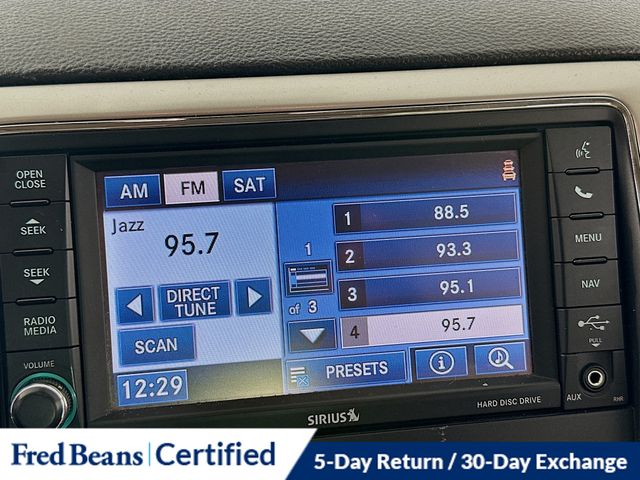 OPEN
CLOSE
SEEK
SEEK
RADIO
MEDIA
VOLUME
AM FM SAT
Jazz
95.7
DIRECT
TUNE
SCAN
12:29
1
of 3
1 88.5
2 93.3
3 95.1
4 95.7
PRESETS
i
SIRIUS
HARD DISC DRIVE
MENU
NAV
PULL
AUX
RHR
Fred Beans Certified
5-Day Return / 30-Day Exchange